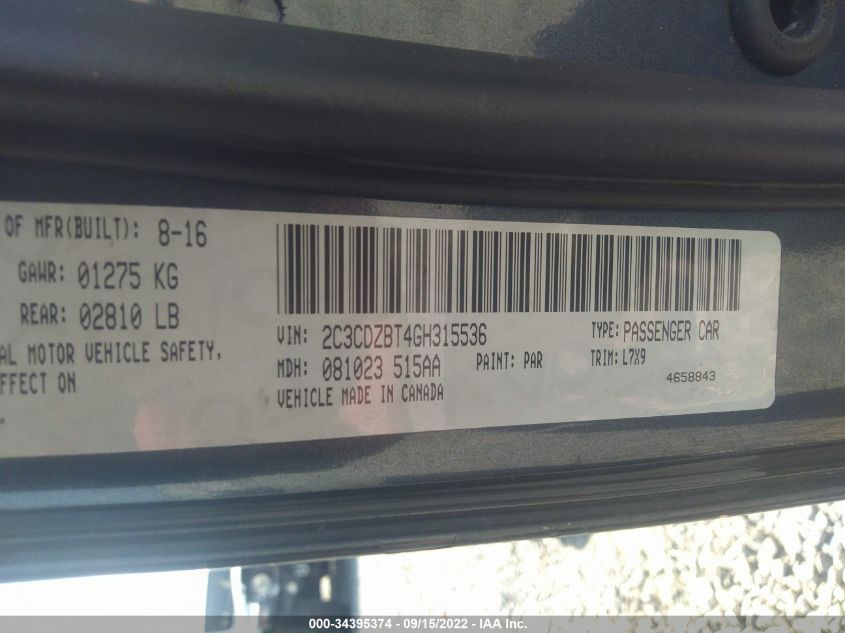 OF MFR(BUILT): 8-16
GAWR: 01275 KG
REAR: 02810 LB
AL MOTOR VEHICLE SAFETY,
FFECT ON
VIN: 2C3CDZBT4GH315536 TYPE: PASSENGER CAR
MDH: 081023 515AA PAINT: PAR TRIM: L7X9
VEHICLE MADE IN CANADA 4658843
000-34395374 - 09/15/2022 - IAA Inc.